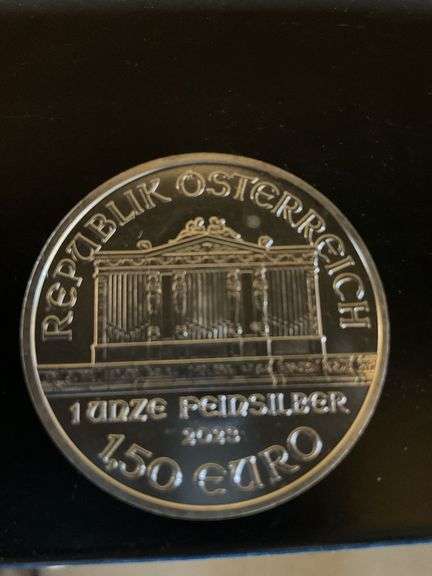 REPUBLIK ÖSTERREICH
1 UNZE FEINSILBER
2023
1,50 EURO